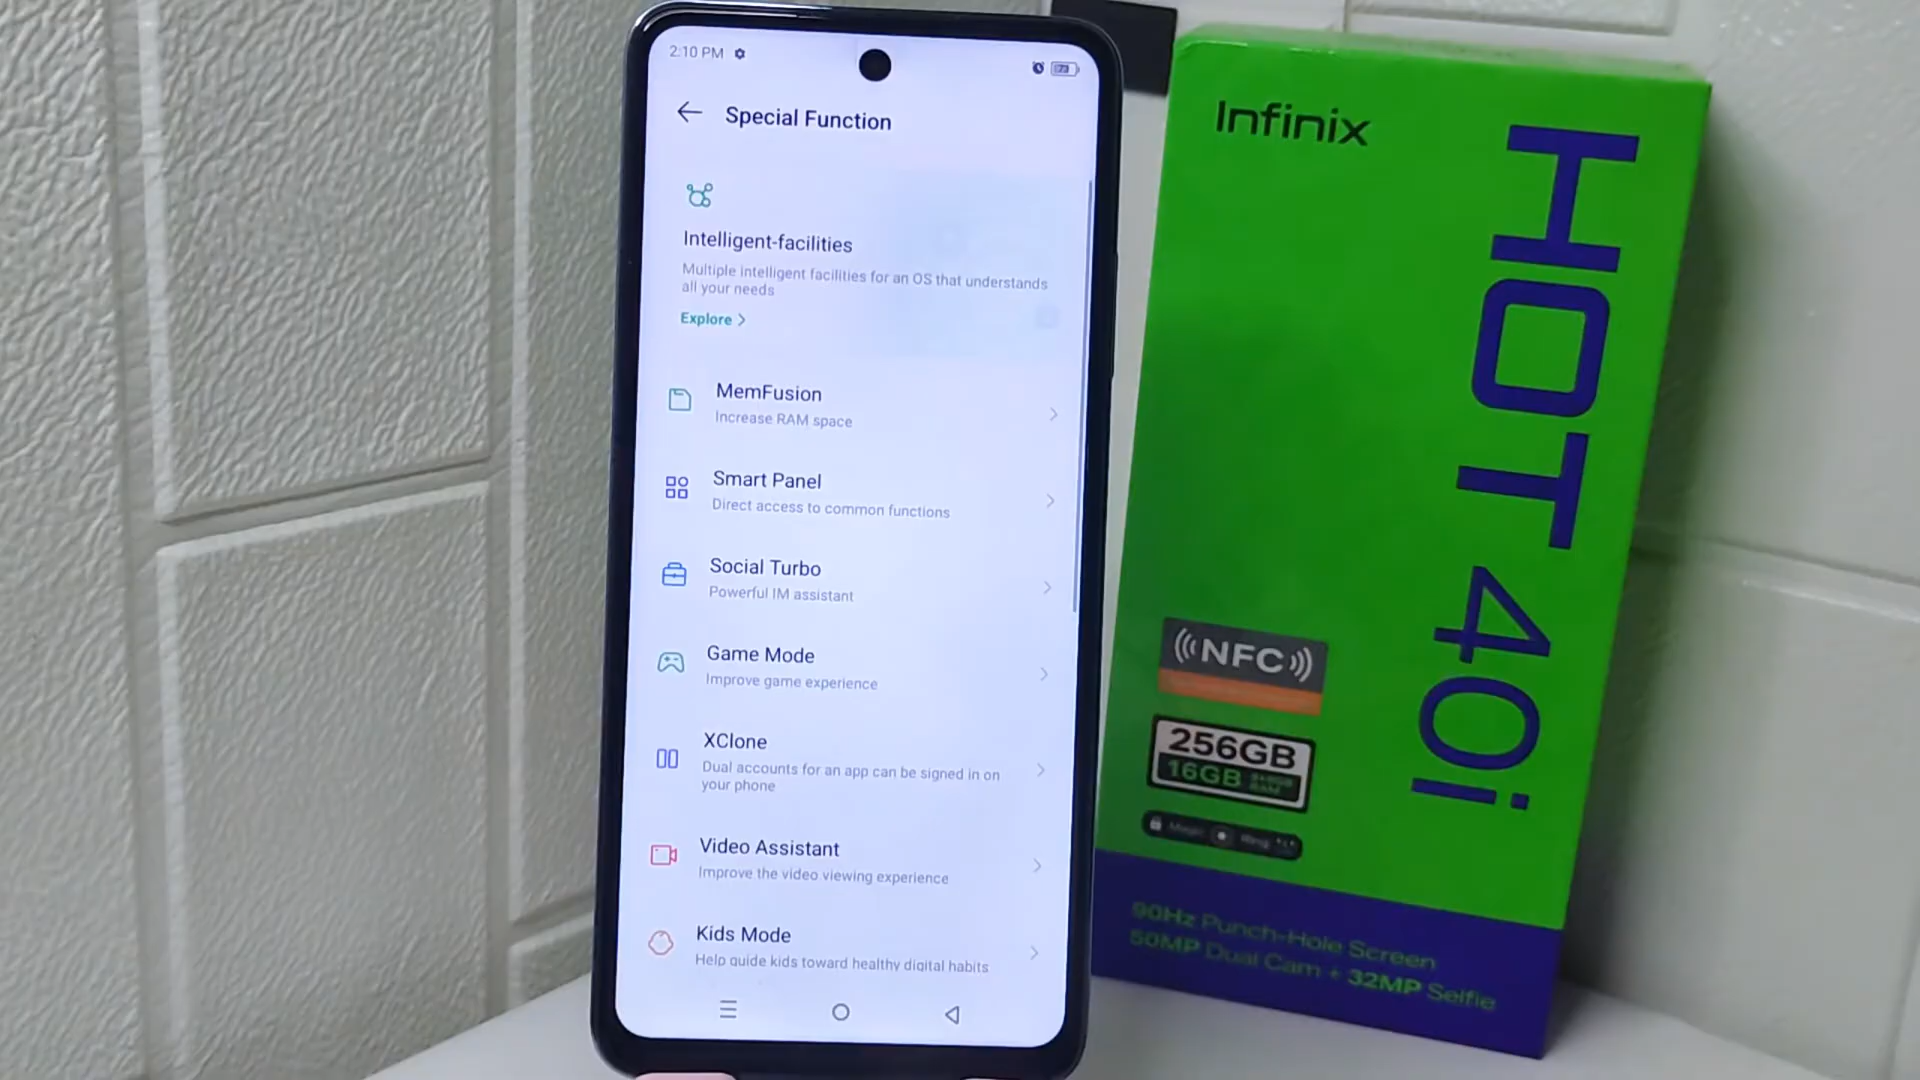 2:10 PM
Special Function
Intelligent-facilities
Multiple intelligent facilities for an OS that understands
all your needs
Explore >
MemFusion
Increase RAM space
Smart Panel
Direct access to common functions
Social Turbo
Powerful IM assistant
Game Mode
Improve game experience
XClone
Dual accounts for an app can be signed in on
your phone
Video Assistant
Improve the video viewing experience
Kids Mode
Help guide kids toward healthy digital habits
Infinix
HOT 40i
NFC
256GB
16GB
Magic Ring
90Hz Punch-Hole Screen
50MP Dual Cam + 32MP Selfie